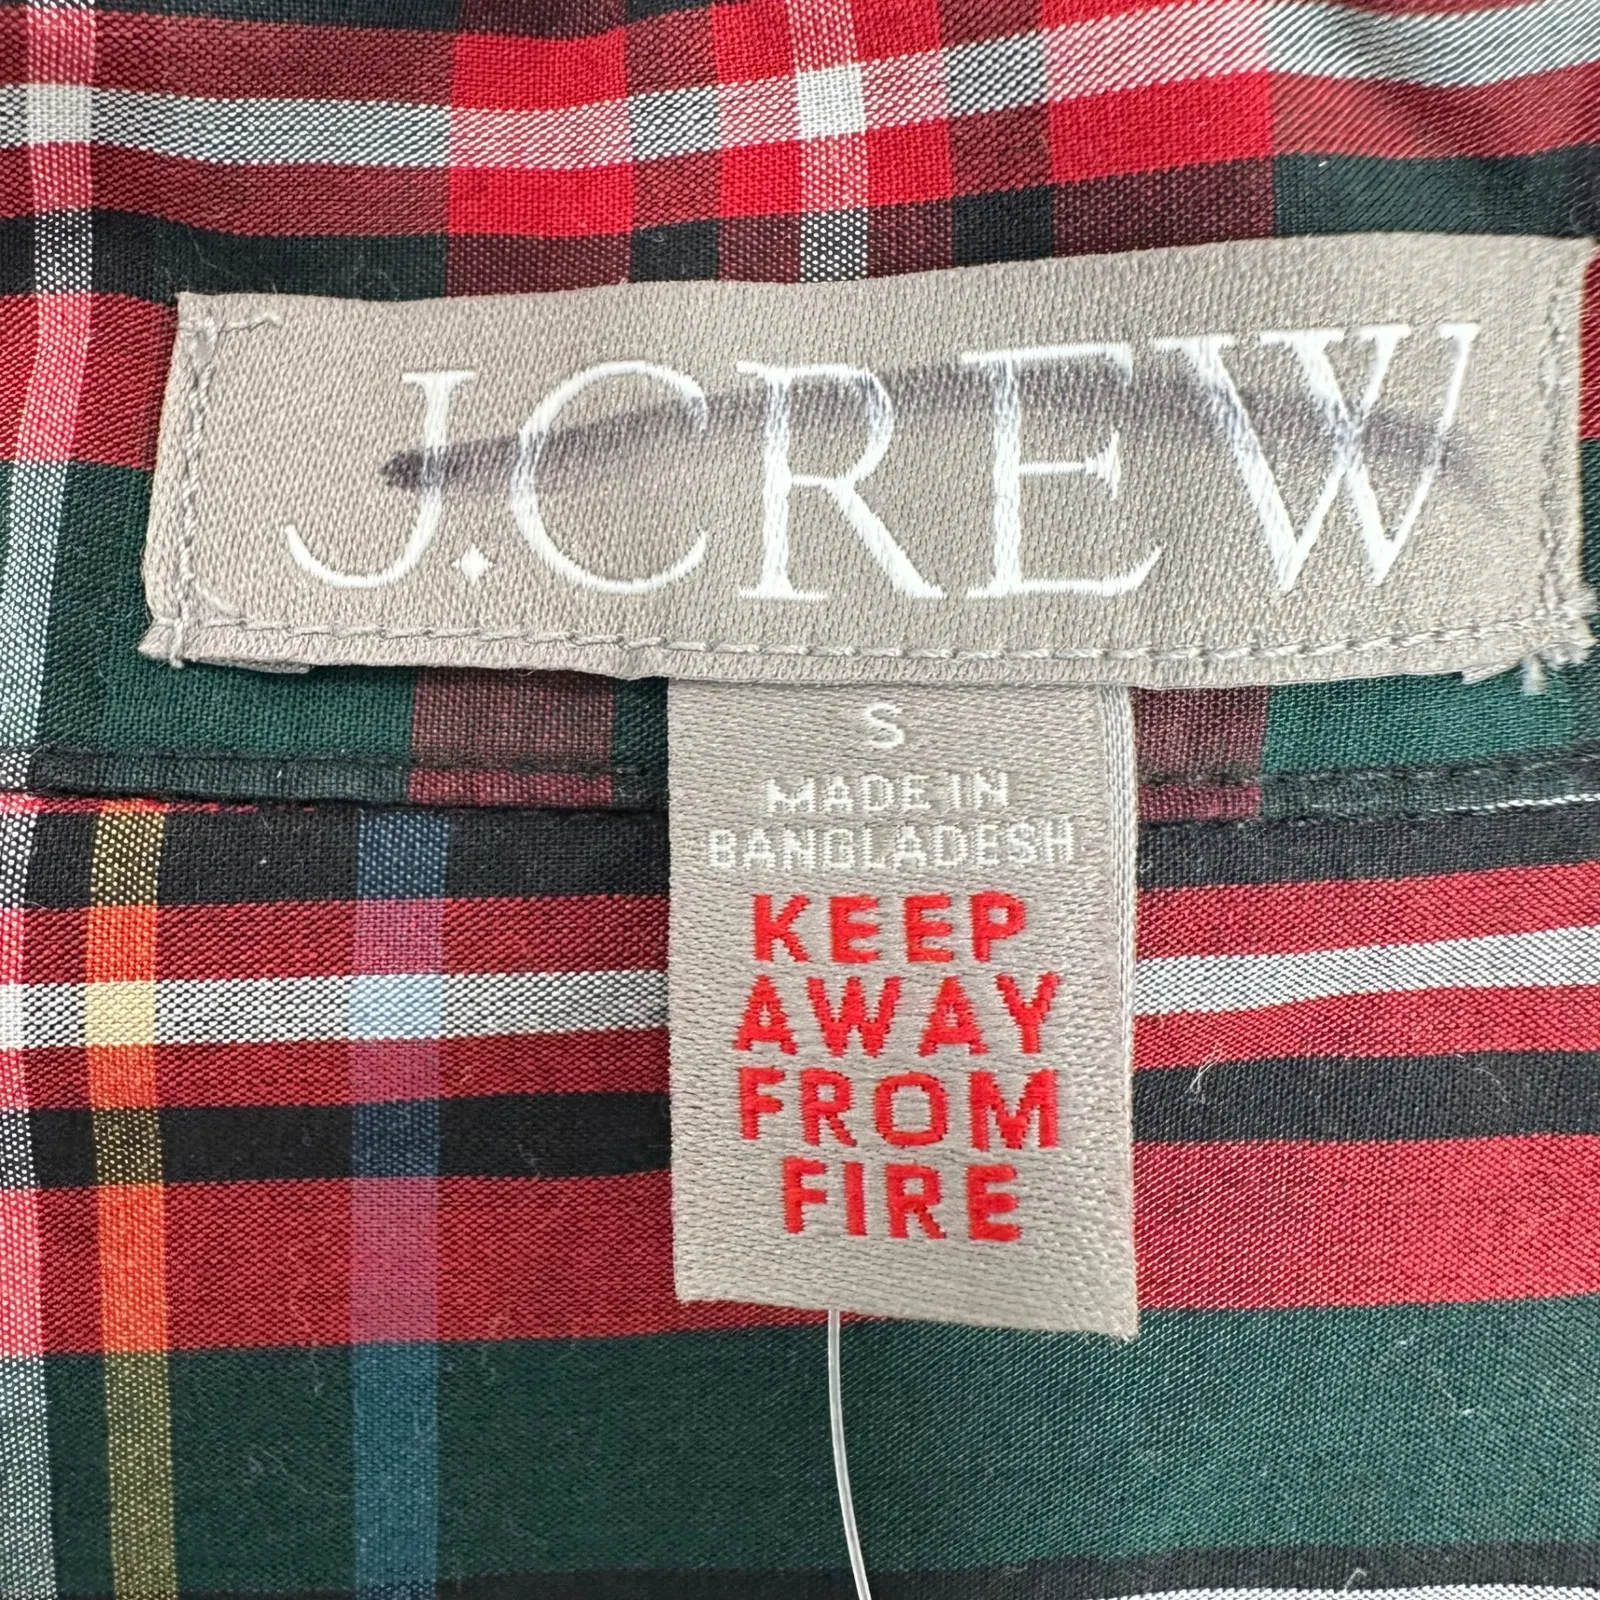 J.CREW
S
MADE IN
BANGLADESH
KEEP
AWAY
FROM
FIRE